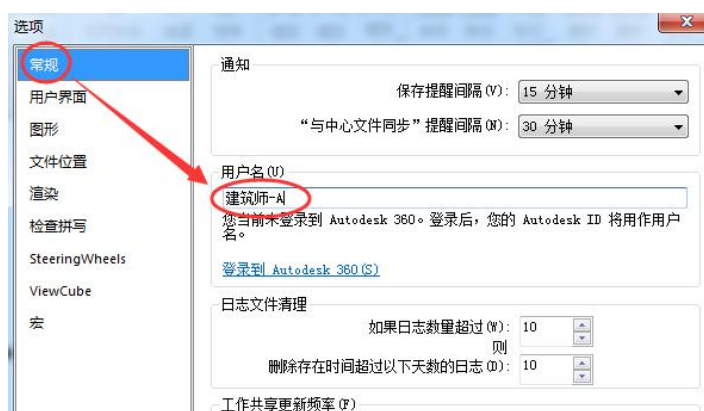 选项
常规
用户界面
图形
文件位置
渲染
检查拼写
SteeringWheels
ViewCube
宏
通知
保存提醒间隔(V): 15 分钟
“与中心文件同步”提醒间隔(N): 30 分钟
用户名(U)
建筑师-A
您当前未登录到 Autodesk 360。登录后，您的 Autodesk ID 将用作用户
名。
登录到 Autodesk 360(S)
日志文件清理
如果日志数量超过(W): 10
则
删除存在时间超过以下天数的日志(D): 10
工作共享更新频率(F)